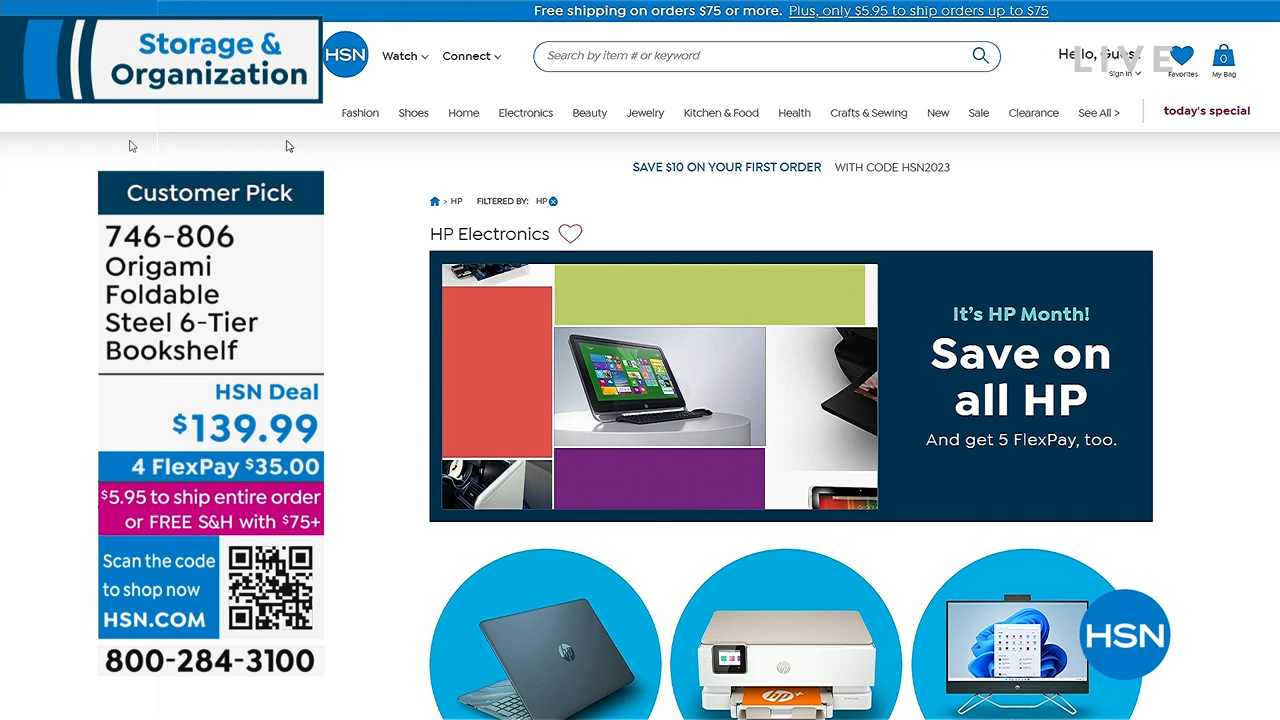 Free shipping on orders $75 or more. Plus, only $5.95 to ship orders up to $75
Storage &
Organization
HSN
Watch
Connect
Search by item # or keyword
Hello, Guest
LIVE
Sign In
Favorites
0
My Bag
Fashion
Shoes
Home
Electronics
Beauty
Jewelry
Kitchen & Food
Health
Crafts & Sewing
New
Sale
Clearance
See All >
today's special
SAVE $10 ON YOUR FIRST ORDER WITH CODE HSN2023
Customer Pick
746-806
Origami
Foldable
Steel 6-Tier
Bookshelf
HSN Deal
$139.99
4 FlexPay $35.00
$5.95 to ship entire order
or FREE S&H with $75+
Scan the code
to shop now
HSN.COM
800-284-3100
> HP FILTERED BY: HP
HP Electronics
It's HP Month!
Save on
all HP
And get 5 FlexPay, too.
hp
hp
hp+
HSN